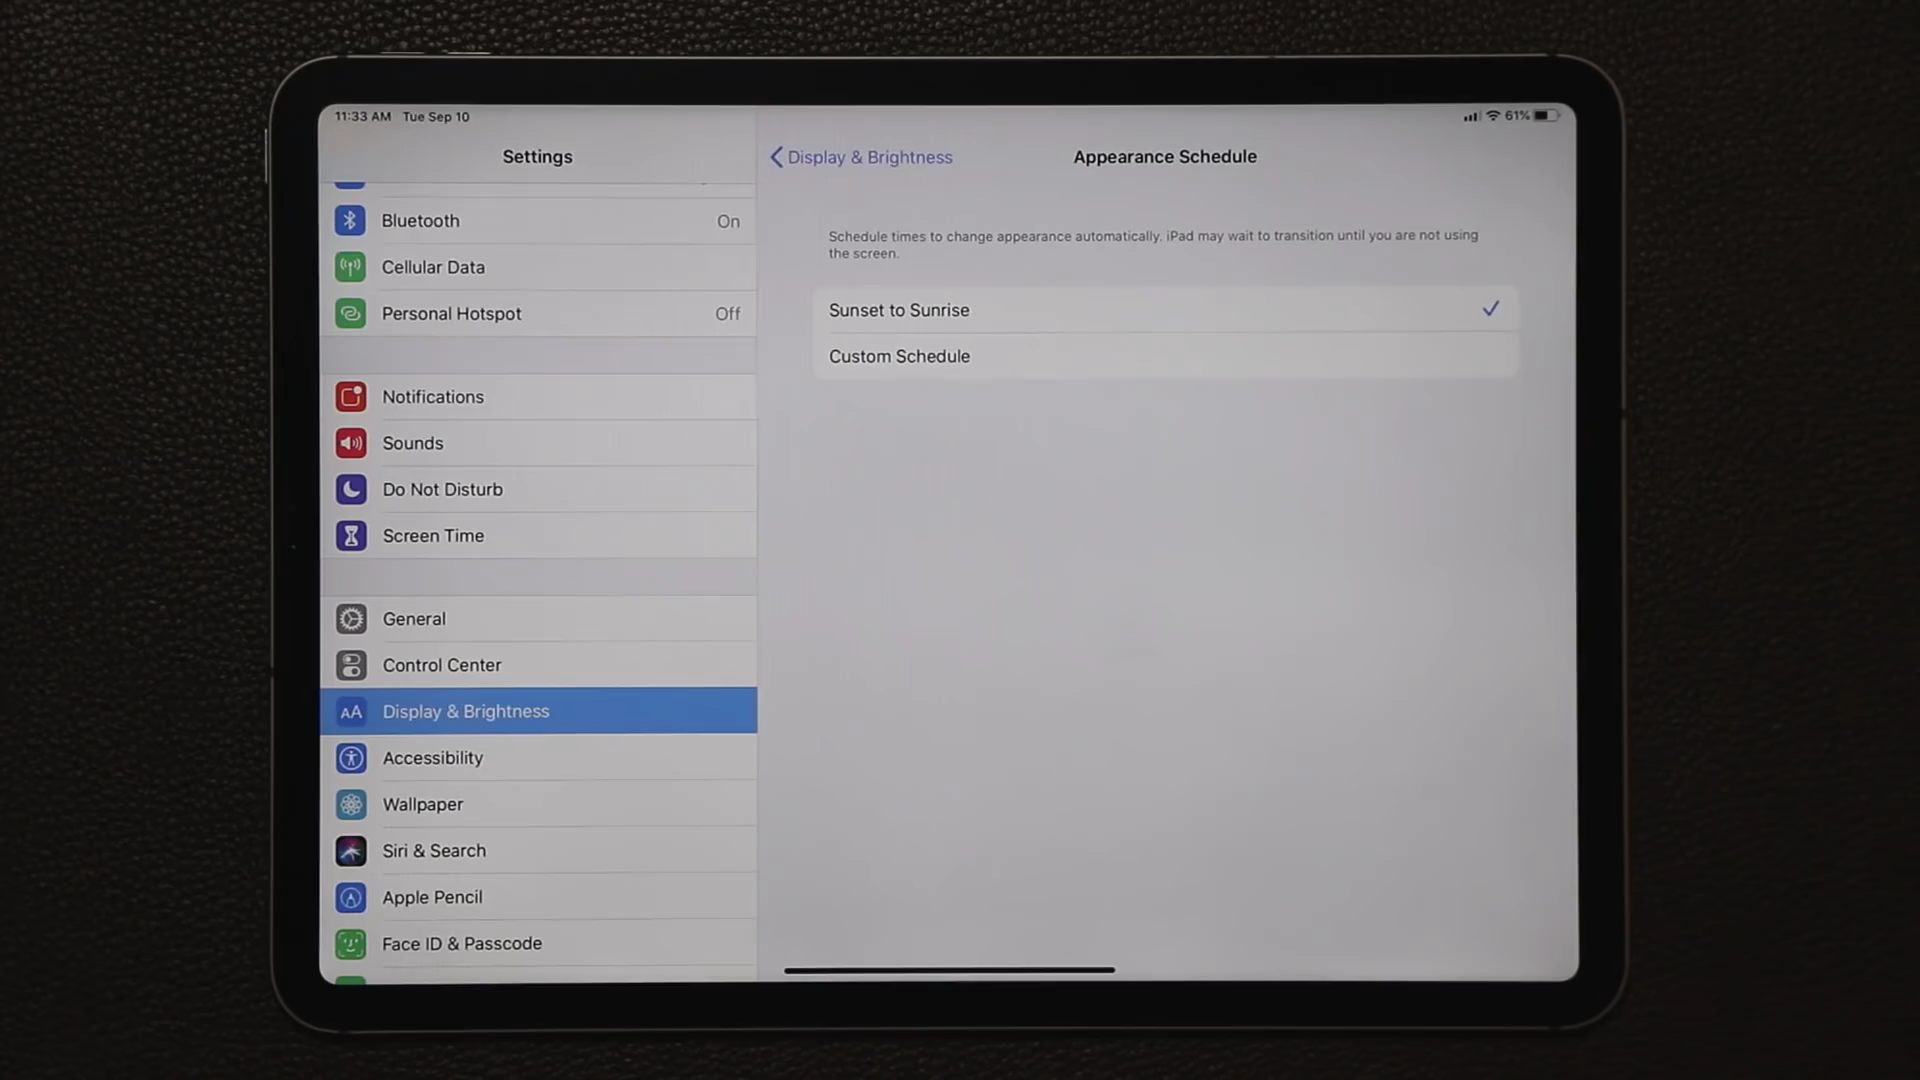 11:33 AM Tue Sep 10
61%
Settings
Bluetooth On
Cellular Data
Personal Hotspot Off
Notifications
Sounds
Do Not Disturb
Screen Time
General
Control Center
AA Display & Brightness
Accessibility
Wallpaper
Siri & Search
Apple Pencil
Face ID & Passcode
Display & Brightness
Appearance Schedule
Schedule times to change appearance automatically. iPad may wait to transition until you are not using
the screen.
Sunset to Sunrise
Custom Schedule